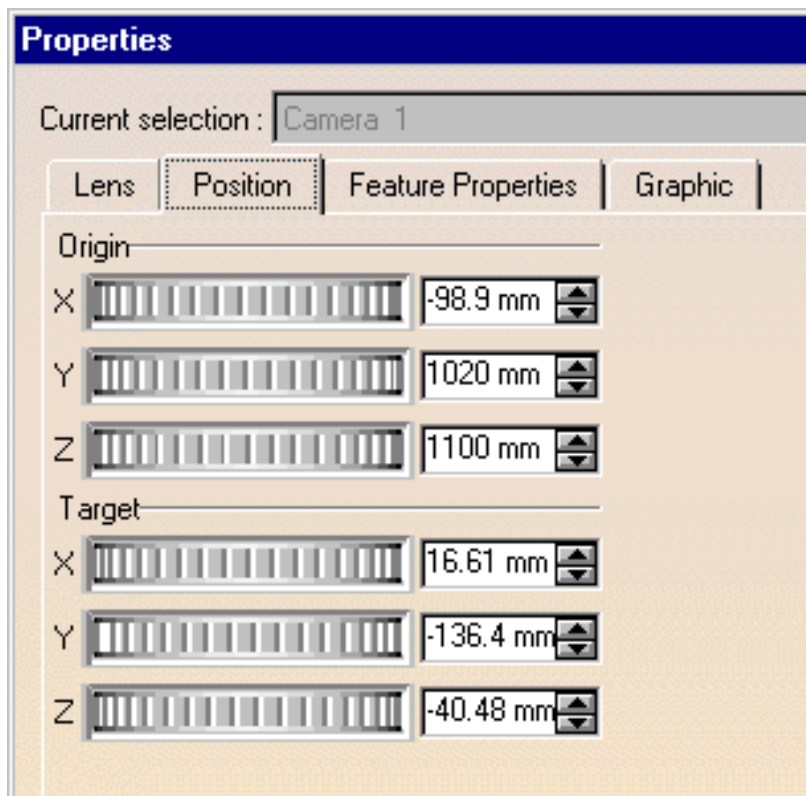 Properties
Current selection : Camera 1
Lens Position Feature Properties Graphic
Origin
X -98.9 mm
Y 1020 mm
Z 1100 mm
Target
X 16.61 mm
Y -136.4 mm
Z -40.48 mm